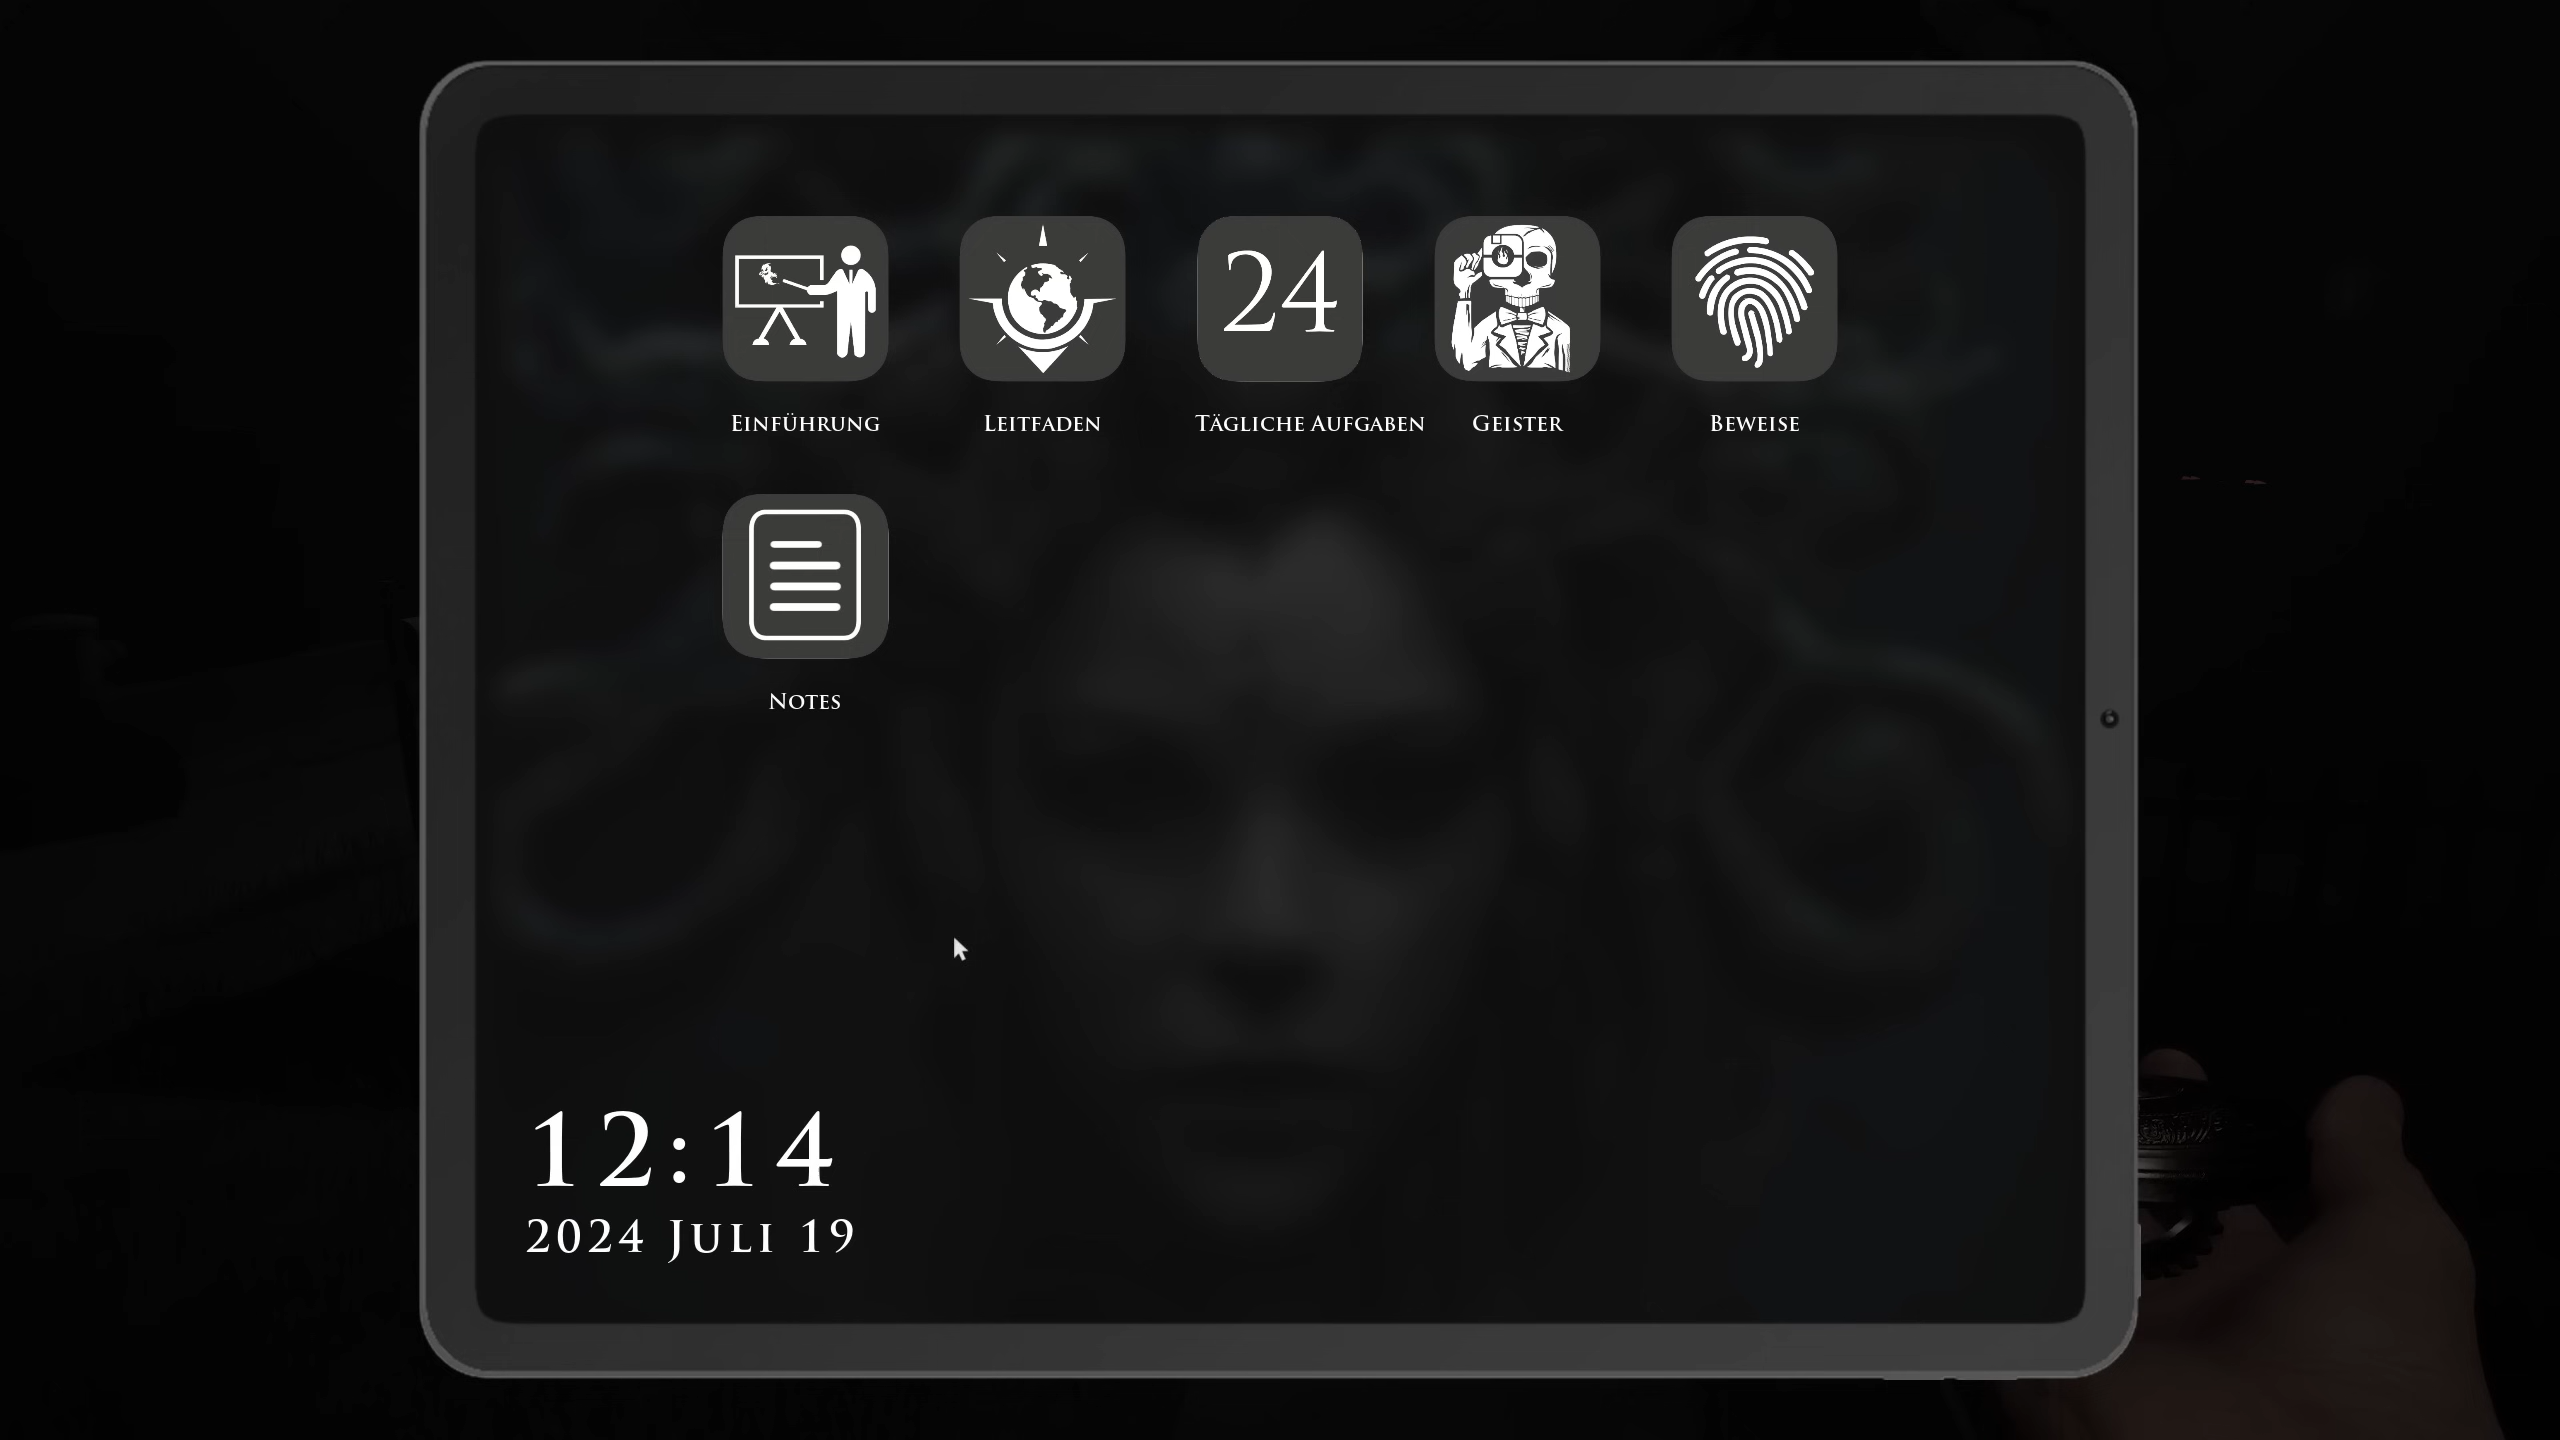 24
Einführung
Leitfaden
Tägliche Aufgaben
Geister
Beweise
Notes
12:14
2024 Juli 19